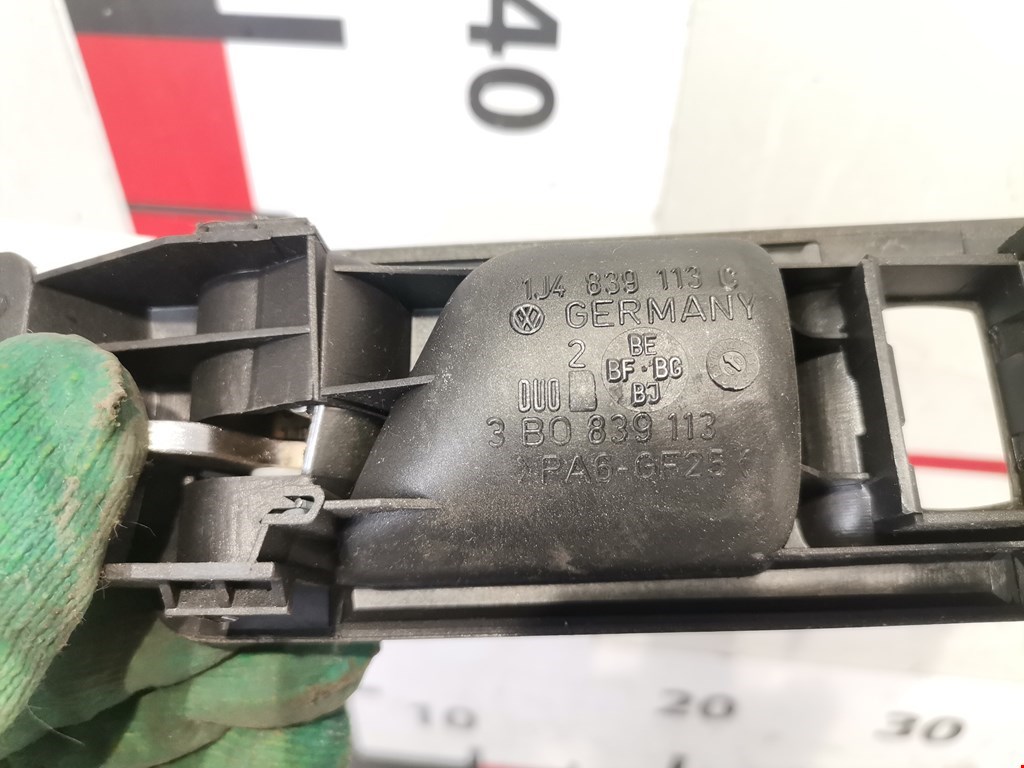 40
1J4 839 113 C
GERMANY
2
BE
BF · BG
BJ
DUO
3 B0 839 113
>PA6-GF25<
10
20
30